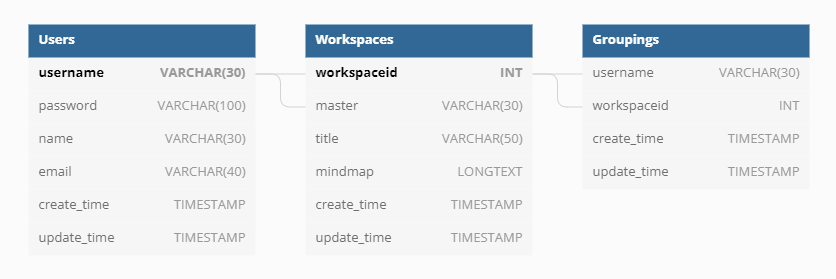 Users
username VARCHAR(30)
password VARCHAR(100)
name VARCHAR(30)
email VARCHAR(40)
create_time TIMESTAMP
update_time TIMESTAMP
Workspaces
workspaceid INT
master VARCHAR(30)
title VARCHAR(50)
mindmap LONGTEXT
create_time TIMESTAMP
update_time TIMESTAMP
Groupings
username VARCHAR(30)
workspaceid INT
create_time TIMESTAMP
update_time TIMESTAMP